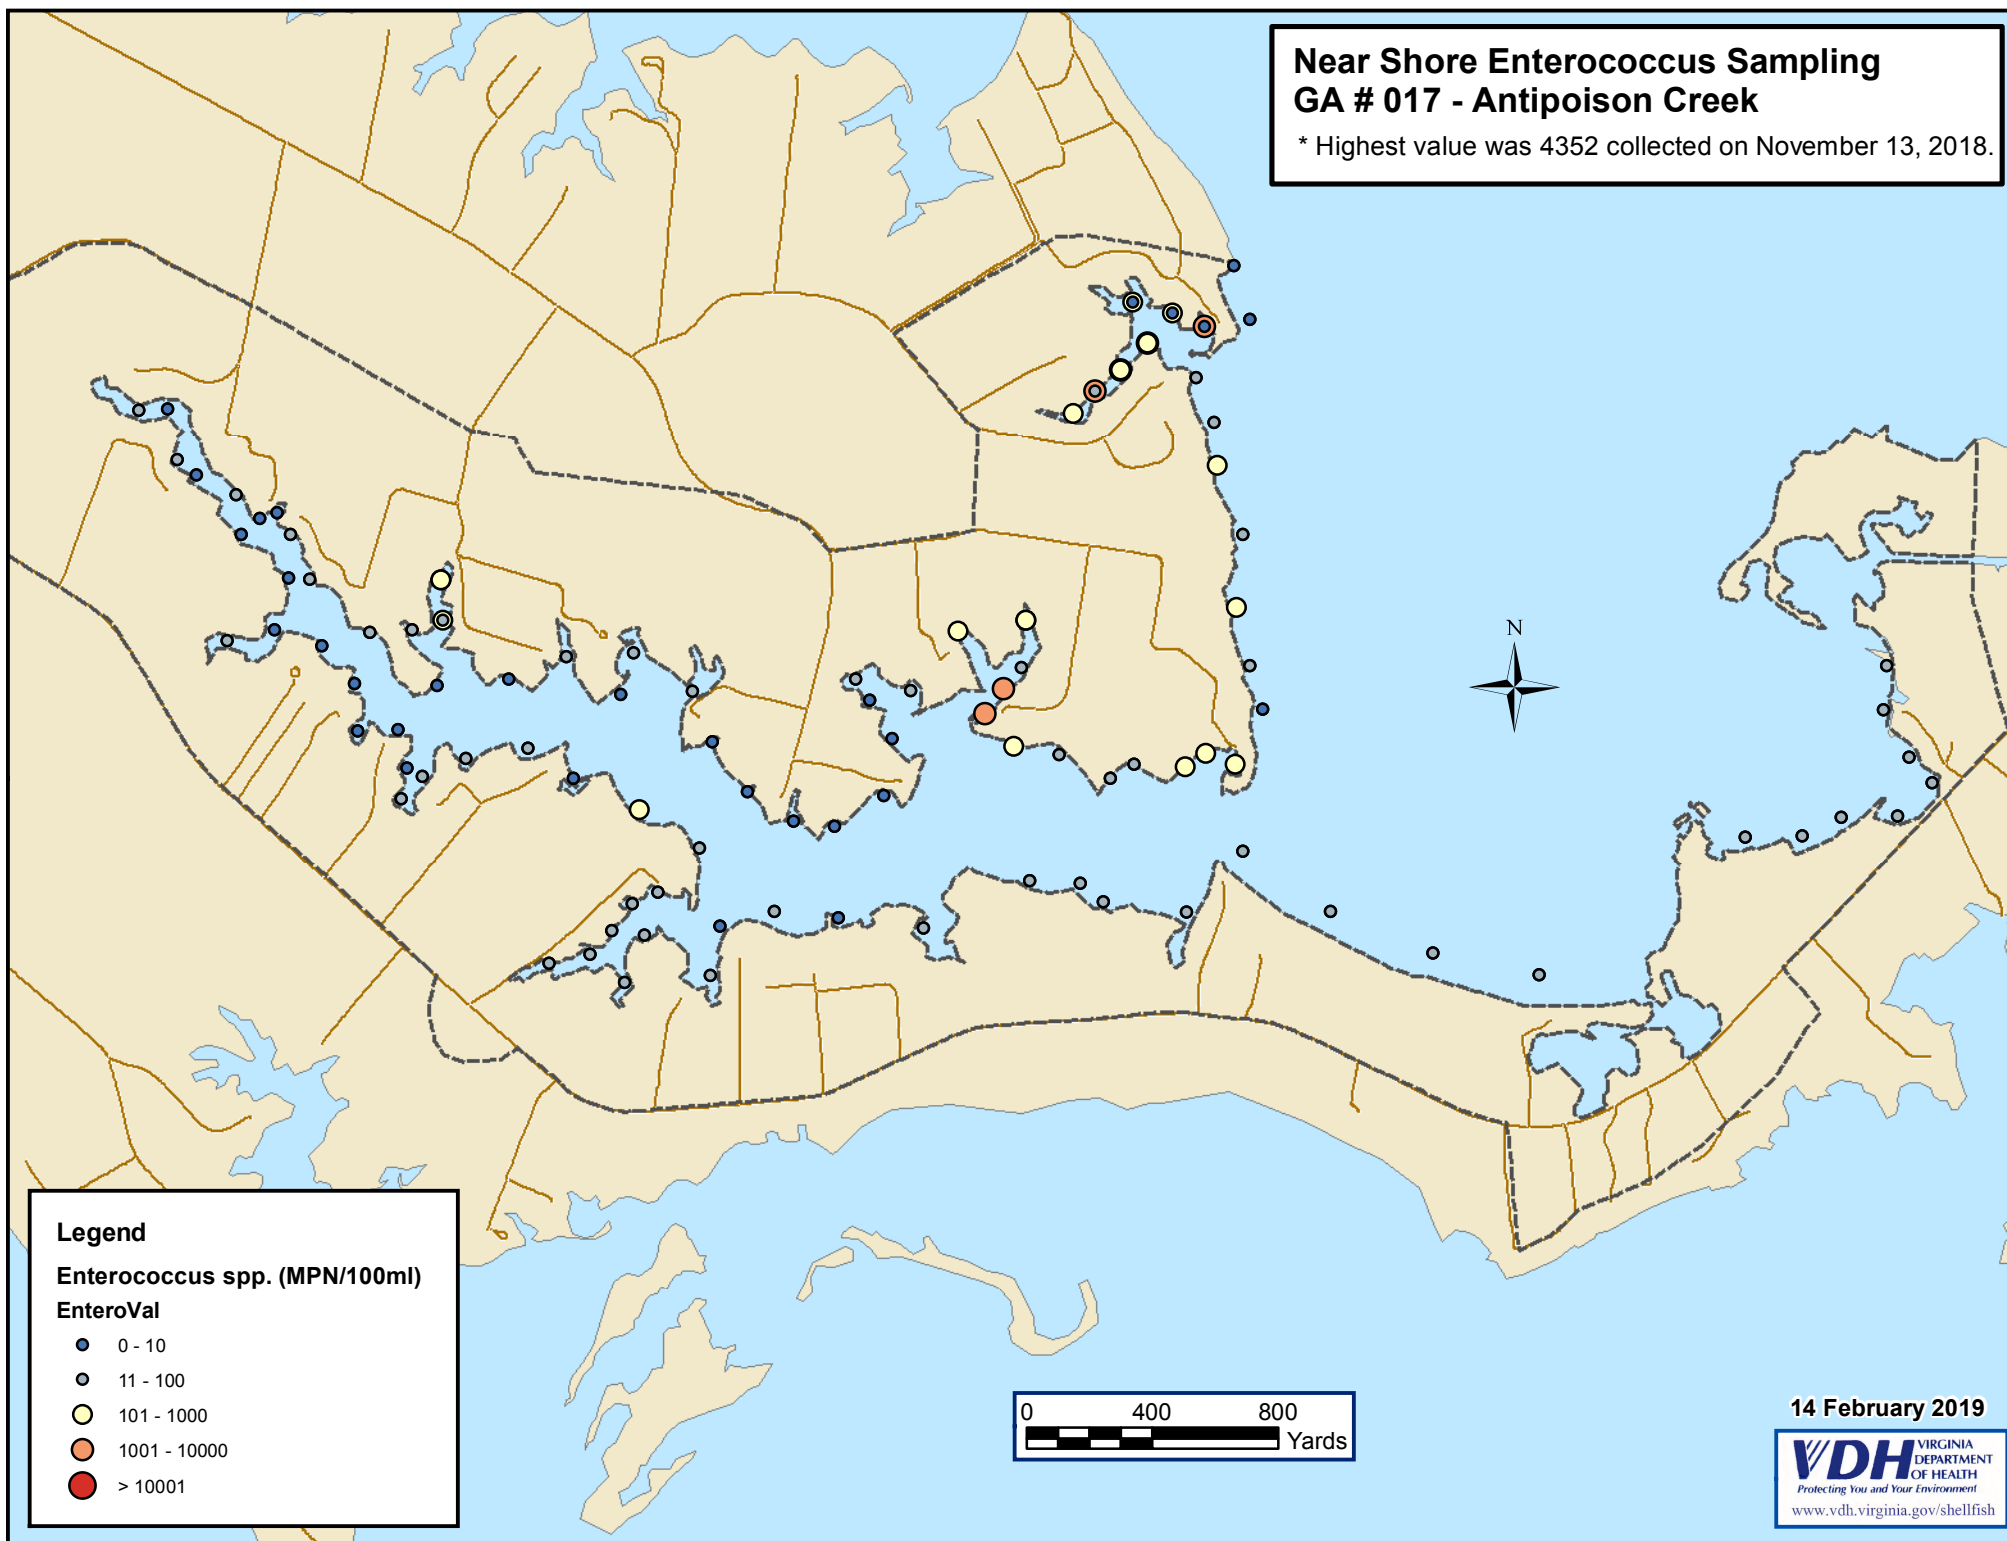 Near Shore Enterococcus Sampling
GA # 017 - Antipoison Creek
* Highest value was 4352 collected on November 13, 2018.
N
Legend
Enterococcus spp. (MPN/100ml)
EnteroVal
0 - 10
11 - 100
101 - 1000
1001 - 10000
> 10001
0 400 800
Yards
14 February 2019
VDH VIRGINIA
DEPARTMENT
OF HEALTH
Protecting You and Your Environment
www.vdh.virginia.gov/shellfish